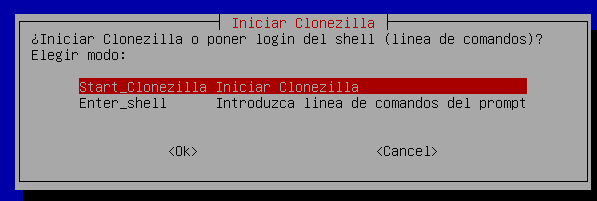 Iniciar Clonezilla
¿Iniciar Clonezilla o poner login del shell (linea de comandos)?
Elegir modo:
Start_Clonezilla Iniciar Clonezilla
Enter_shell Introduzca linea de comandos del prompt
<Ok> <Cancel>